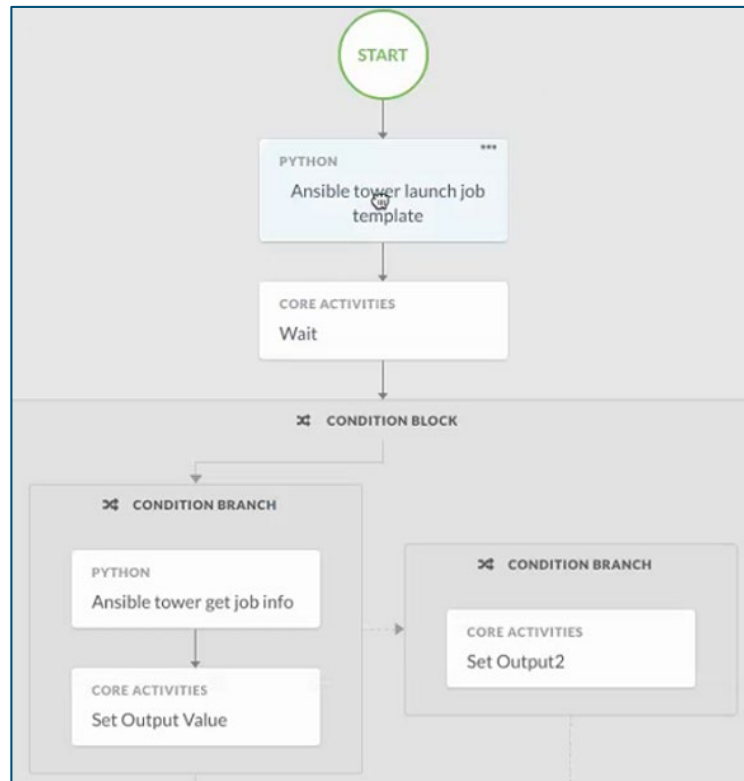 START
PYTHON
Ansible tower launch job
template
CORE ACTIVITIES
Wait
CONDITION BLOCK
CONDITION BRANCH
PYTHON
Ansible tower get job info
CORE ACTIVITIES
Set Output Value
CONDITION BRANCH
CORE ACTIVITIES
Set Output2